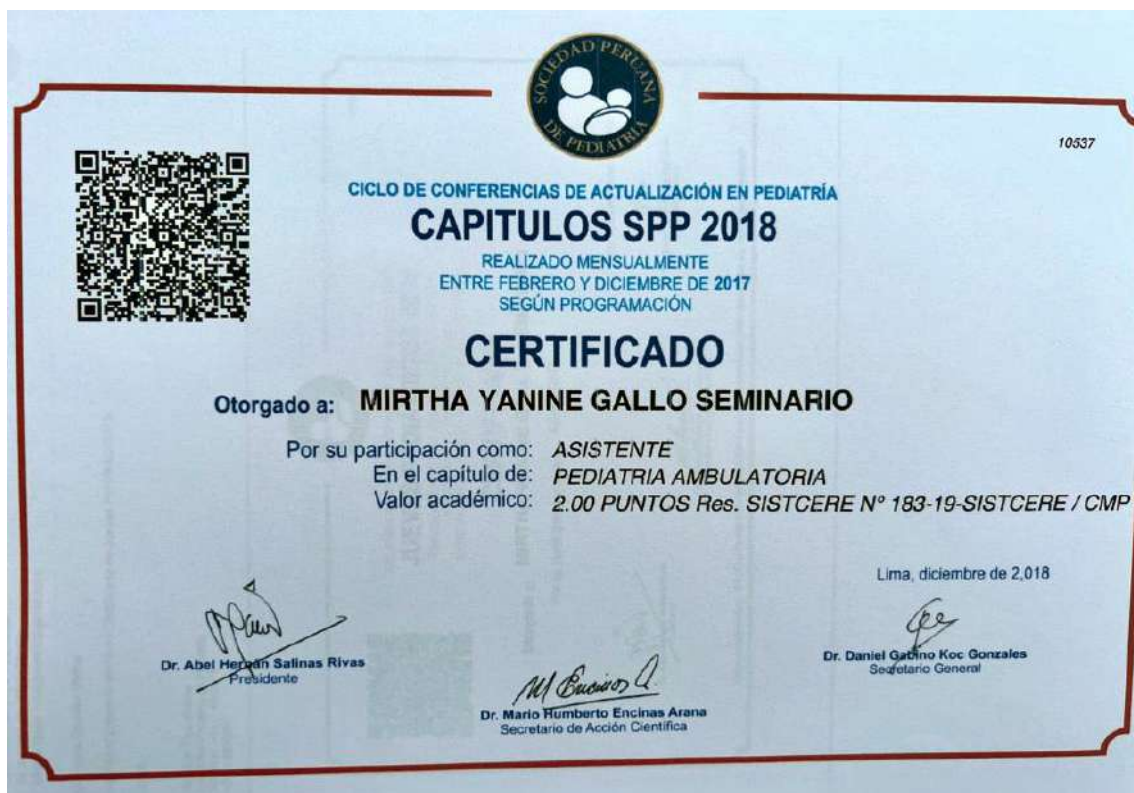 SOCIEDAD PERUANA
DE PEDIATRIA
10537
CICLO DE CONFERENCIAS DE ACTUALIZACIÓN EN PEDIATRÍA
CAPITULOS SPP 2018
REALIZADO MENSUALMENTE
ENTRE FEBRERO Y DICIEMBRE DE 2017
SEGÚN PROGRAMACIÓN
CERTIFICADO
Otorgado a: MIRTHA YANINE GALLO SEMINARIO
Por su participación como: ASISTENTE
En el capítulo de: PEDIATRIA AMBULATORIA
Valor académico: 2.00 PUNTOS Res. SISTCERE Nº 183-19-SISTCERE / CMP
Lima, diciembre de 2,018
Dr. Abel Hernán Salinas Rivas
Presidente
Dr. Daniel Gabino Koc Gonzales
Secretario General
M Encinas A.
Dr. Mario Humberto Encinas Arana
Secretario de Acción Científica